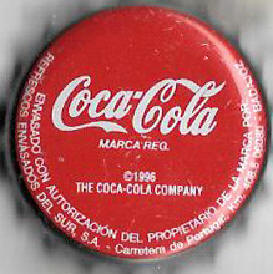 Coca-Cola
MARCA REG.
©1996
THE COCA-COLA COMPANY
ENVASADO CON AUTORIZACIÓN DEL PROPIETARIO DE LA MARCA POR
REFRESCOS ENVASADOS DEL SUR, S.A. - Carretera de Portugal,